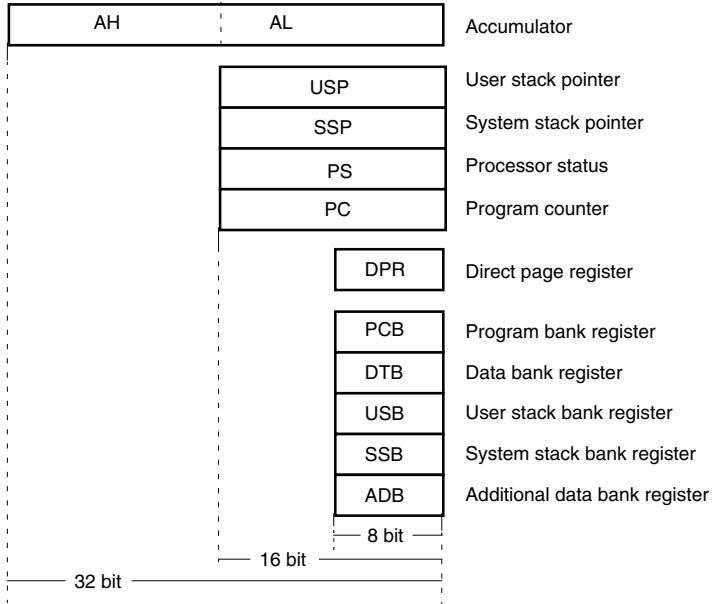 AH AL Accumulator
USP User stack pointer
SSP System stack pointer
PS Processor status
PC Program counter
DPR Direct page register
PCB Program bank register
DTB Data bank register
USB User stack bank register
SSB System stack bank register
ADB Additional data bank register
8 bit
16 bit
32 bit